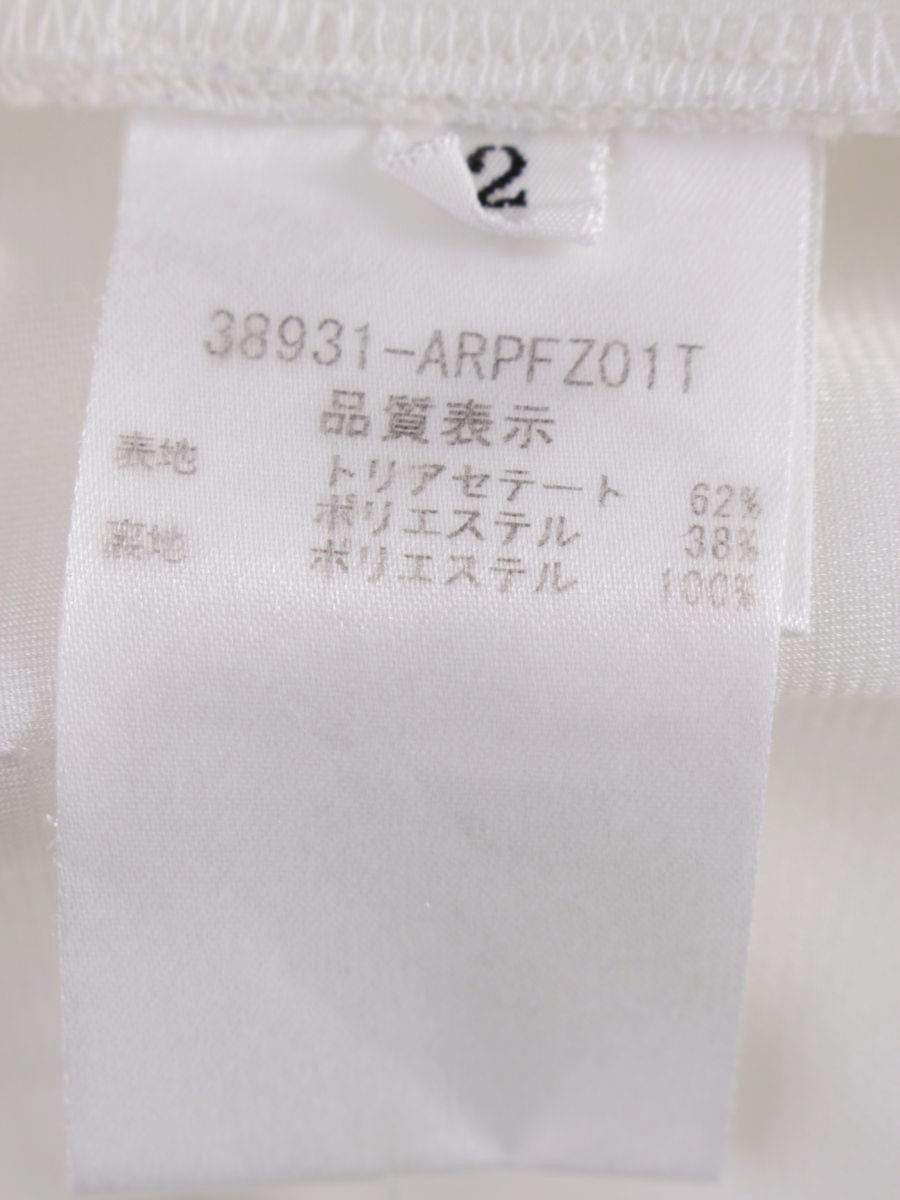 2
38931-ARPFZ01T
品質表示
表地 トリアセテート 62%
ポリエステル 38%
裏地 ポリエステル 100%